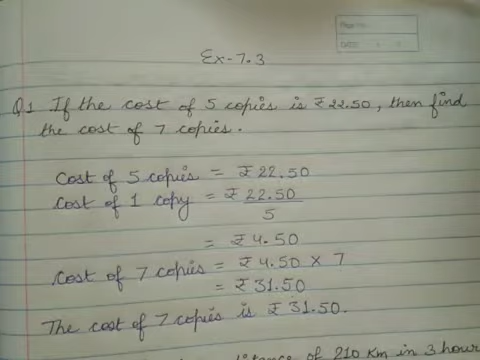 DATE
Ex-7.3
Q1 If the cost of 5 copies is ₹22.50, then find
the cost of 7 copies.
Cost of 5 copies = ₹22.50
Cost of 1 copy = ₹22.50
5
= ₹4.50
Cost of 7 copies = ₹4.50 × 7
= ₹31.50
The cost of 7 copies is ₹31.50.
distance of 210 Km in 3 hour